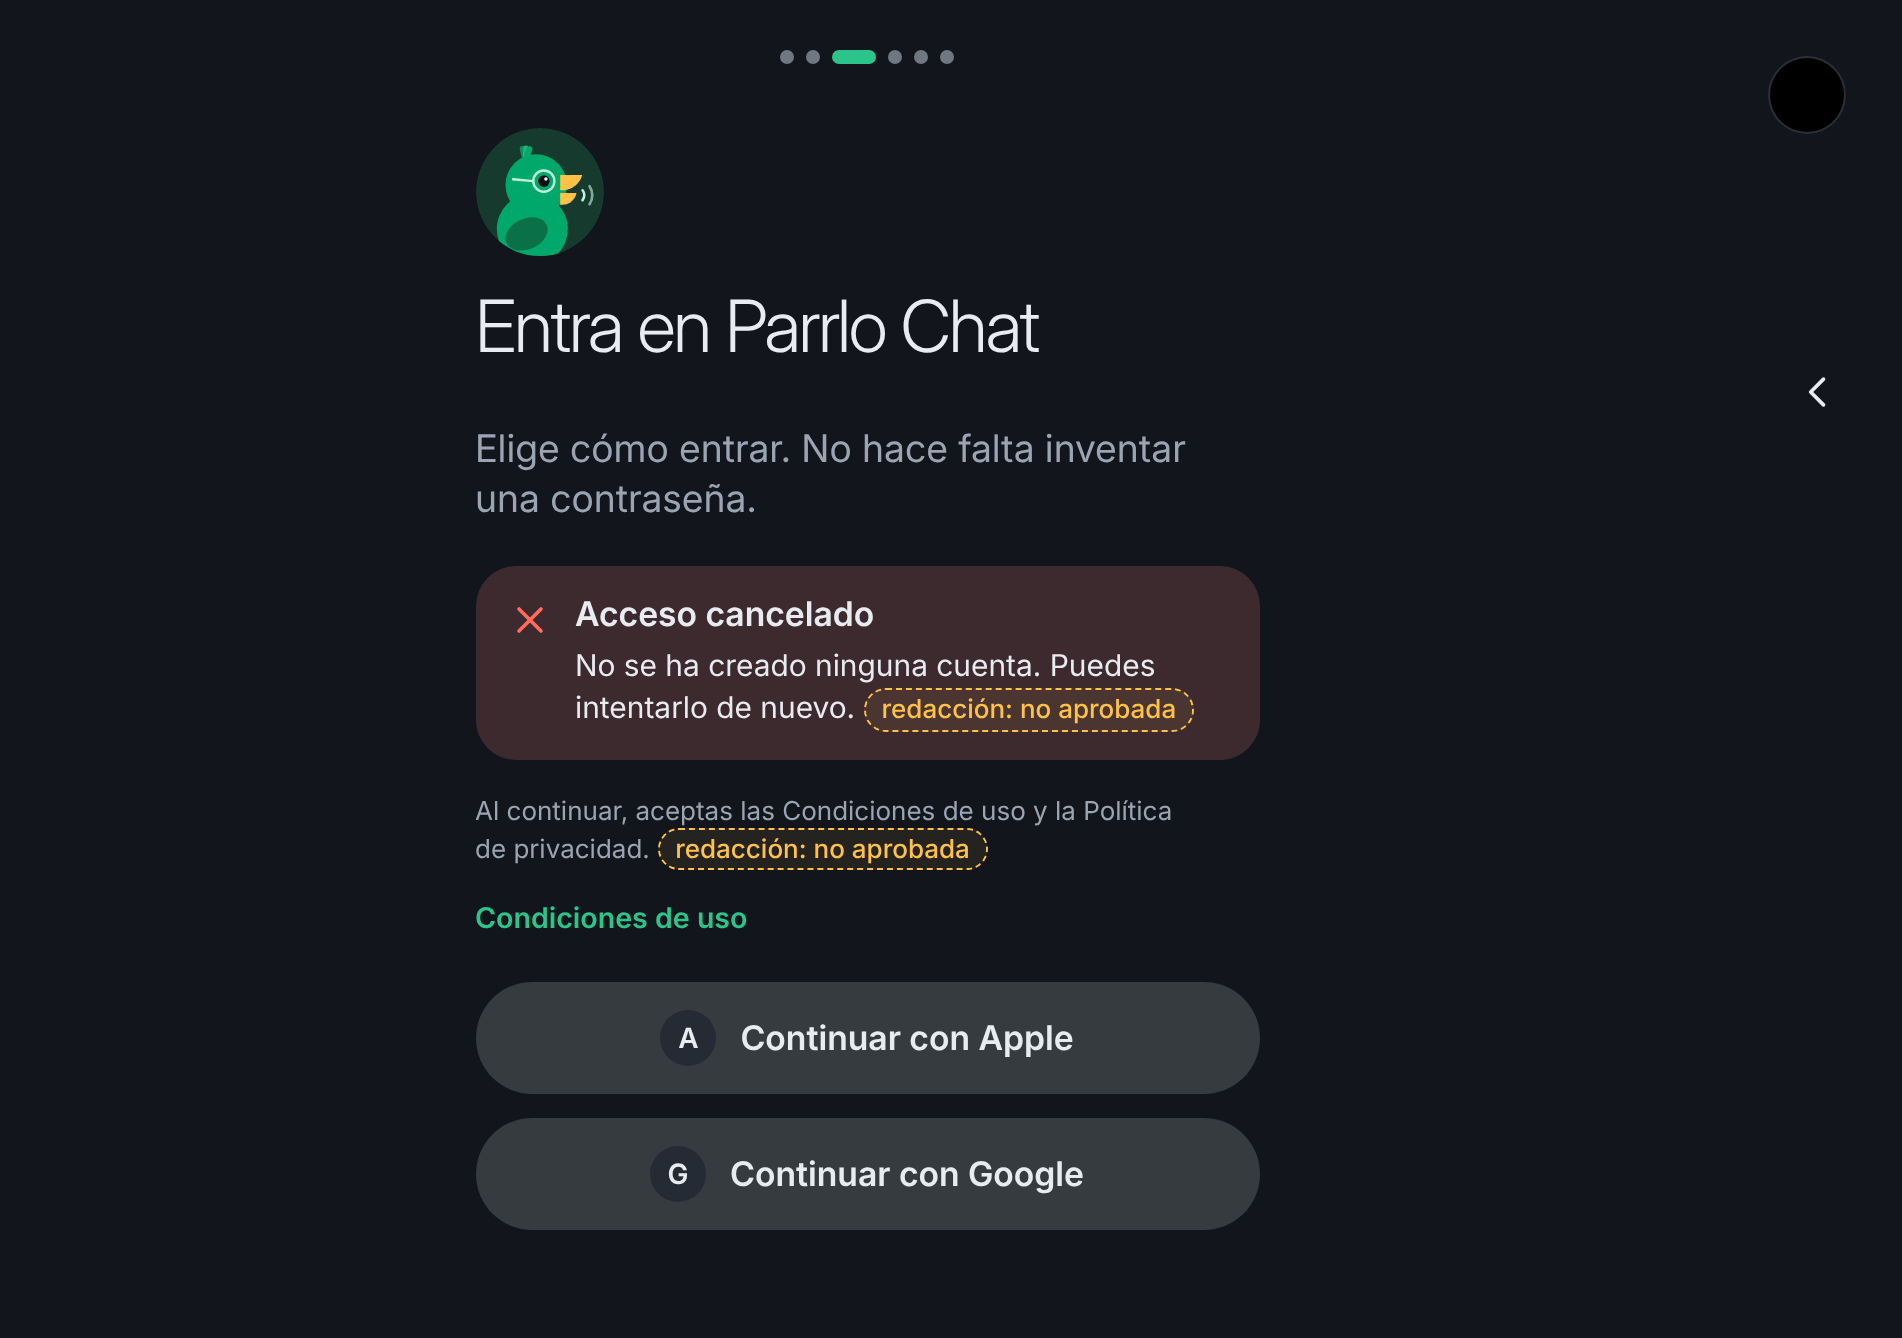 Entra en Parrlo Chat
Elige cómo entrar. No hace falta inventar
una contraseña.
Acceso cancelado
No se ha creado ninguna cuenta. Puedes
intentarlo de nuevo. redacción: no aprobada
Al continuar, aceptas las Condiciones de uso y la Política
de privacidad. redacción: no aprobada
Condiciones de uso
A Continuar con Apple
G Continuar con Google